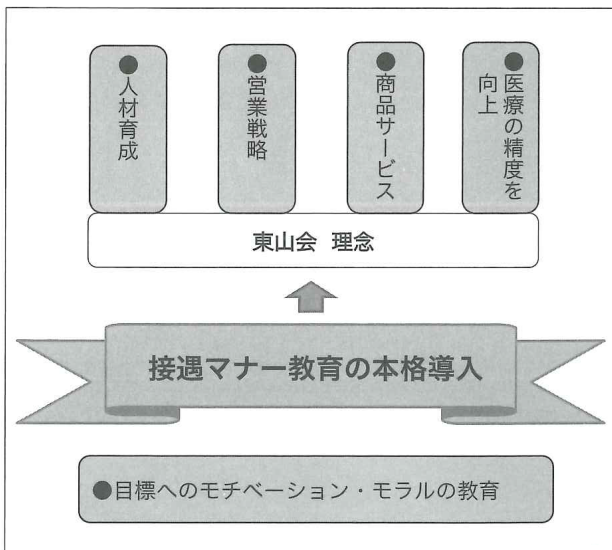 ●人材育成
●営業戦略
●商品サービス
●医療の精度を
向上
東山会 理念
接遇マナー教育の本格導入
●目標へのモチベーション・モラルの教育